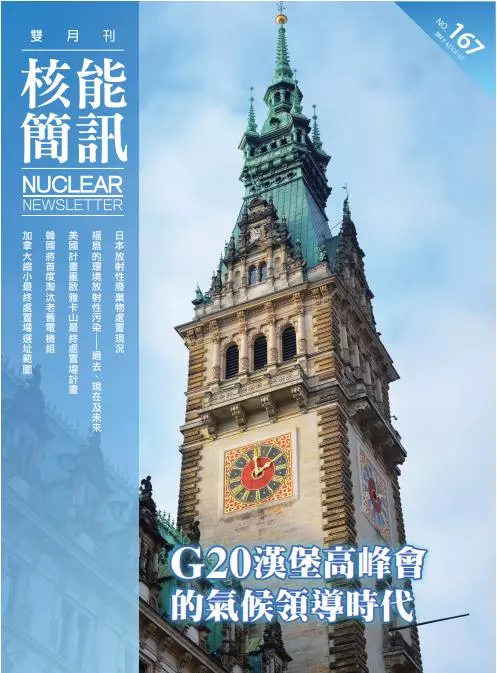 雙月刊
核能
簡訊
NUCLEAR
NEWSLETTER
NO.167
2017 AUGUST
日本放射性廢棄物處置現況
福島的環境放射性污染——過去、現在及未來
美國計畫重啟雅卡山最終處置場計畫
韓國將首度淘汰老舊電機組
加拿大縮小最終處置場選址範圍
G20漢堡高峰會
的氣候領導時代